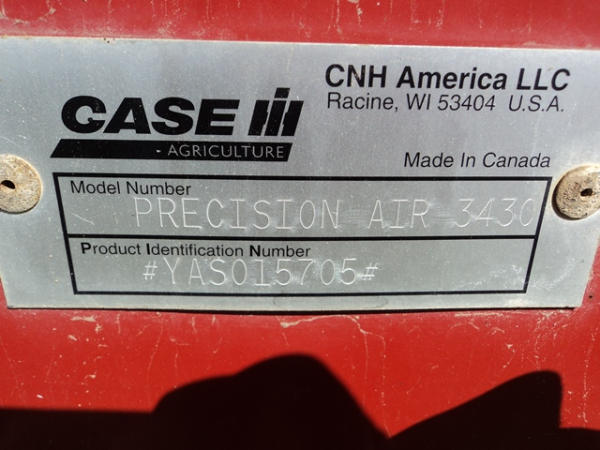 CASE IH
AGRICULTURE
CNH America LLC
Racine, WI 53404 U.S.A.
Made In Canada
Model Number
PRECISION AIR 3430
Product Identification Number
#YAS015705#